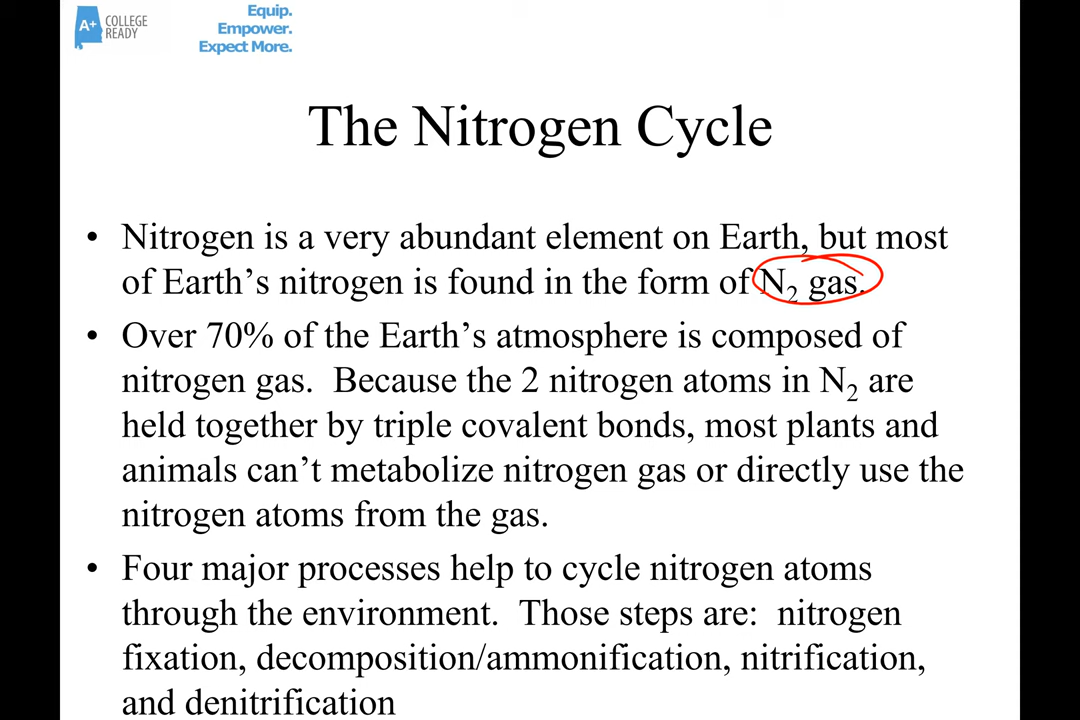 A+ COLLEGE
READY
Equip.
Empower.
Expect More.
The Nitrogen Cycle
• Nitrogen is a very abundant element on Earth, but most
of Earth’s nitrogen is found in the form of N₂ gas.
• Over 70% of the Earth’s atmosphere is composed of
nitrogen gas.  Because the 2 nitrogen atoms in N₂ are
held together by triple covalent bonds, most plants and
animals can’t metabolize nitrogen gas or directly use the
nitrogen atoms from the gas.
• Four major processes help to cycle nitrogen atoms
through the environment.  Those steps are:  nitrogen
fixation, decomposition/ammonification, nitrification,
and denitrification